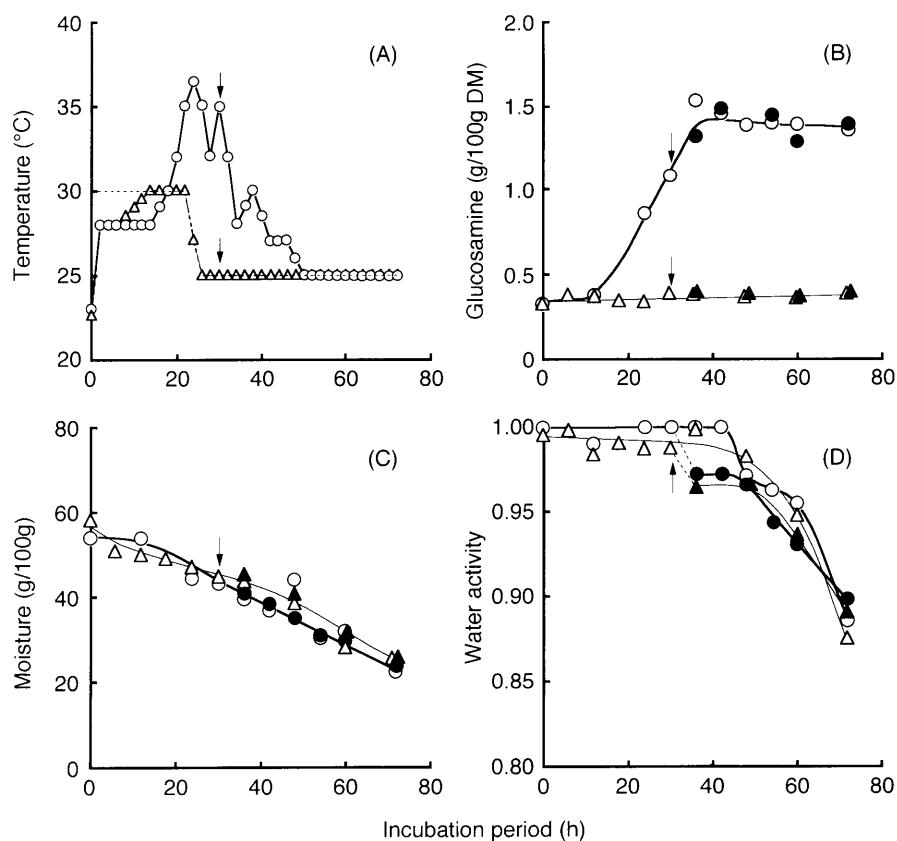 (A)
Temperature (°C)
40
35
30
25
20
0 20 40 60 80
(B)
Glucosamine (g/100g DM)
2.0
1.5
1.0
0.5
0
0 20 40 60 80
(C)
Moisture (g/100g)
80
60
40
20
0
0 20 40 60 80
(D)
Water activity
1.00
0.95
0.90
0.85
0.80
0 20 40 60 80
Incubation period (h)